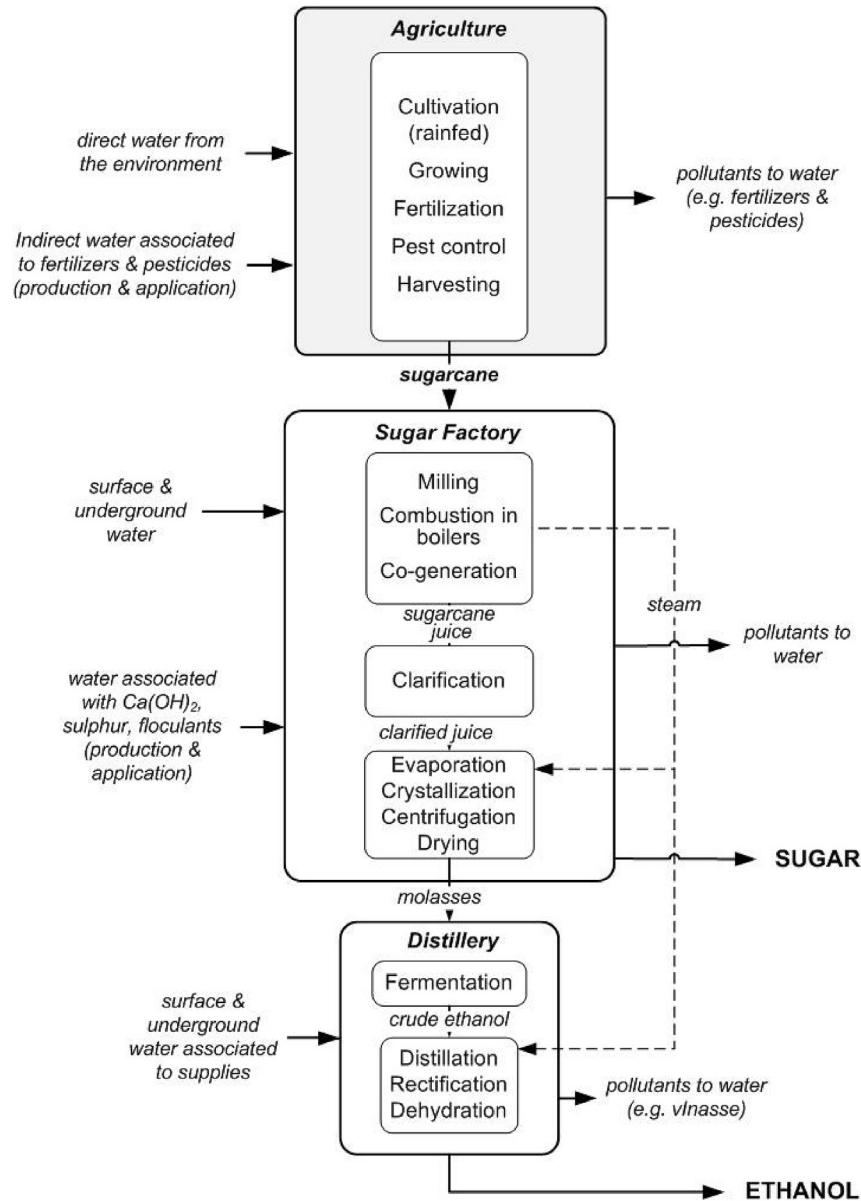 Agriculture
Cultivation
(rainfed)
Growing
Fertilization
Pest control
Harvesting
direct water from
the environment
Indirect water associated
to fertilizers & pesticides
(production & application)
pollutants to water
(e.g. fertilizers &
pesticides)
sugarcane
Sugar Factory
Milling
Combustion in
boilers
Co-generation
surface &
underground
water
sugarcane
juice
steam
pollutants to
water
Clarification
water associated
with Ca(OH)₂,
sulphur, floculants
(production &
application)
clarified juice
Evaporation
Crystallization
Centrifugation
Drying
SUGAR
molasses
Distillery
Fermentation
crude ethanol
surface &
underground
water associated
to supplies
Distillation
Rectification
Dehydration
pollutants to water
(e.g. vInasse)
ETHANOL